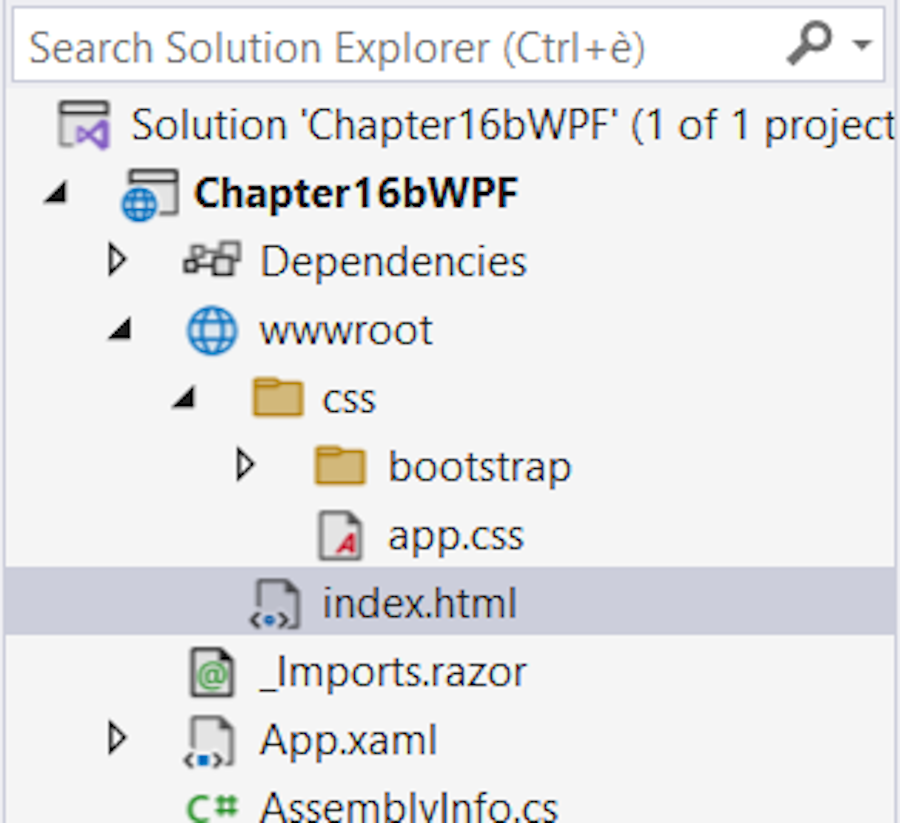 Search Solution Explorer (Ctrl+è)
Solution 'Chapter16bWPF' (1 of 1 project
Chapter16bWPF
Dependencies
wwwroot
css
bootstrap
app.css
index.html
_Imports.razor
App.xaml
C# AssemblyInfo.cs